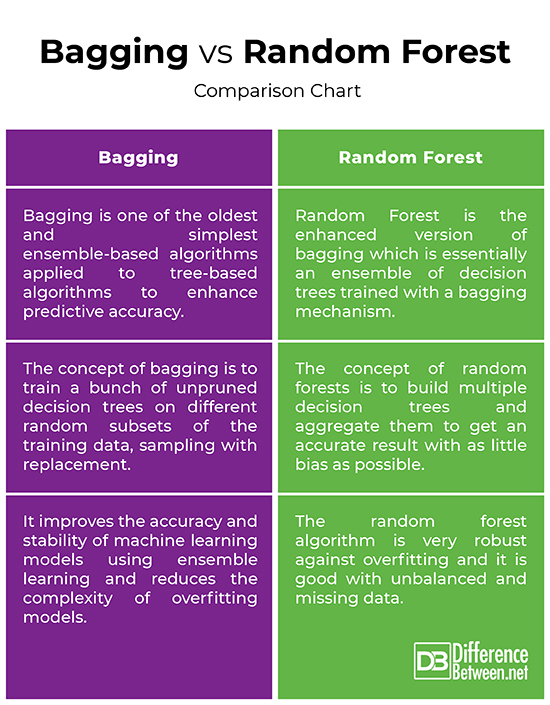 Bagging vs Random Forest
Comparison Chart
Bagging
Random Forest
Bagging is one of the oldest
and simplest
ensemble-based algorithms
applied to tree-based
algorithms to enhance
predictive accuracy.
Random Forest is the
enhanced version of
bagging which is essentially
an ensemble of decision
trees trained with a bagging
mechanism.
The concept of bagging is to
train a bunch of unpruned
decision trees on different
random subsets of the
training data, sampling with
replacement.
The concept of random
forests is to build multiple
decision trees and
aggregate them to get an
accurate result with as little
bias as possible.
It improves the accuracy and
stability of machine learning
models using ensemble
learning and reduces the
complexity of overfitting
models.
The random forest
algorithm is very robust
against overfitting and it is
good with unbalanced and
missing data.
DB Difference
Between.net